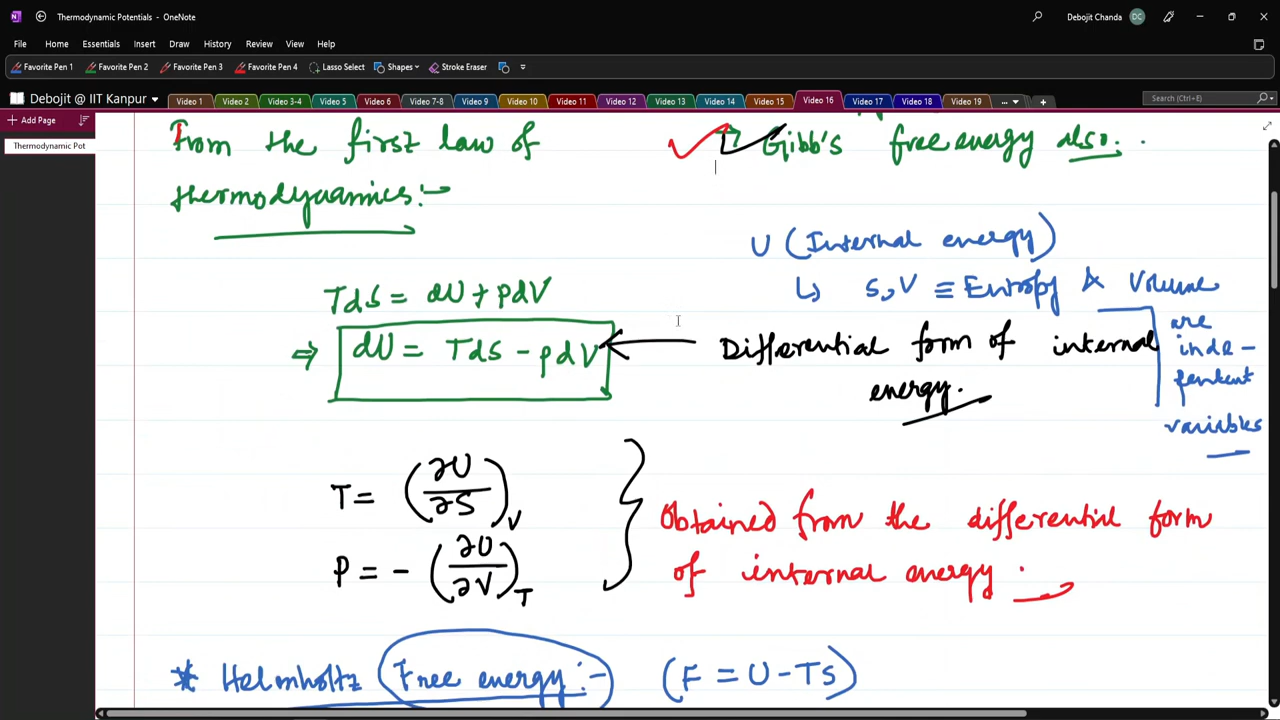 Thermodynamic Potentials - OneNote
Debojit Chanda DC
File Home Essentials Insert Draw History Review View Help
Favorite Pen 1 Favorite Pen 2 Favorite Pen 3 Favorite Pen 4 Lasso Select Shapes Stroke Eraser
Debojit @ IIT Kanpur Video 1 Video 2 Video 3-4 Video 5 Video 6 Video 7-8 Video 9 Video 10 Video 11 Video 12 Video 13 Video 14 Video 15 Video 16 Video 17 Video 18 Video 19 ... + Search (Ctrl+E)
+ Add Page
Thermodynamic Pot
From the first law of
thermodynamics:-
Gibb's free energy also.
U (Internal energy)
↳ S,V ≡ Entropy & Volume
are
inde-
pendent
variables
TdS = dU + pdV
⇒ dU = TdS - pdV
Differential form of internal
energy.
T = (∂U/∂S)_V
P = - (∂U/∂V)_T
Obtained from the differential form
of internal energy.
* Helmholtz Free energy:- (F = U - TS)